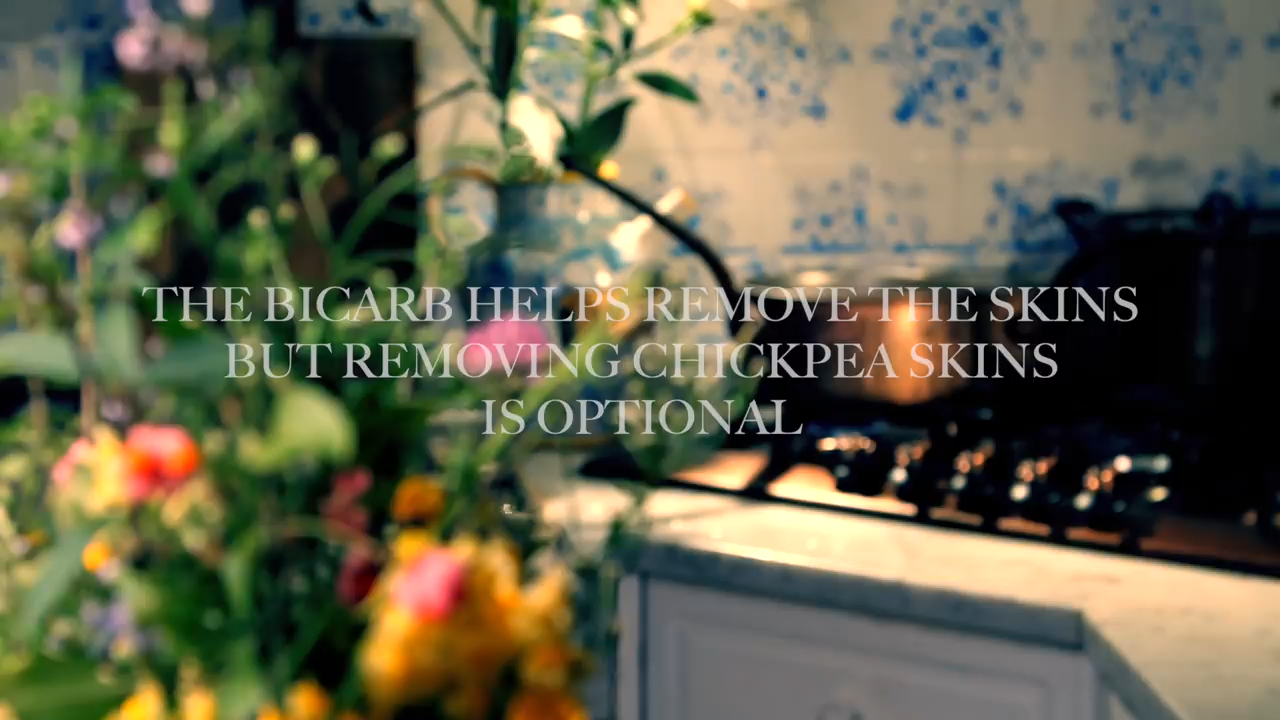 THE BICARB HELPS REMOVE THE SKINS
BUT REMOVING CHICKPEA SKINS
IS OPTIONAL